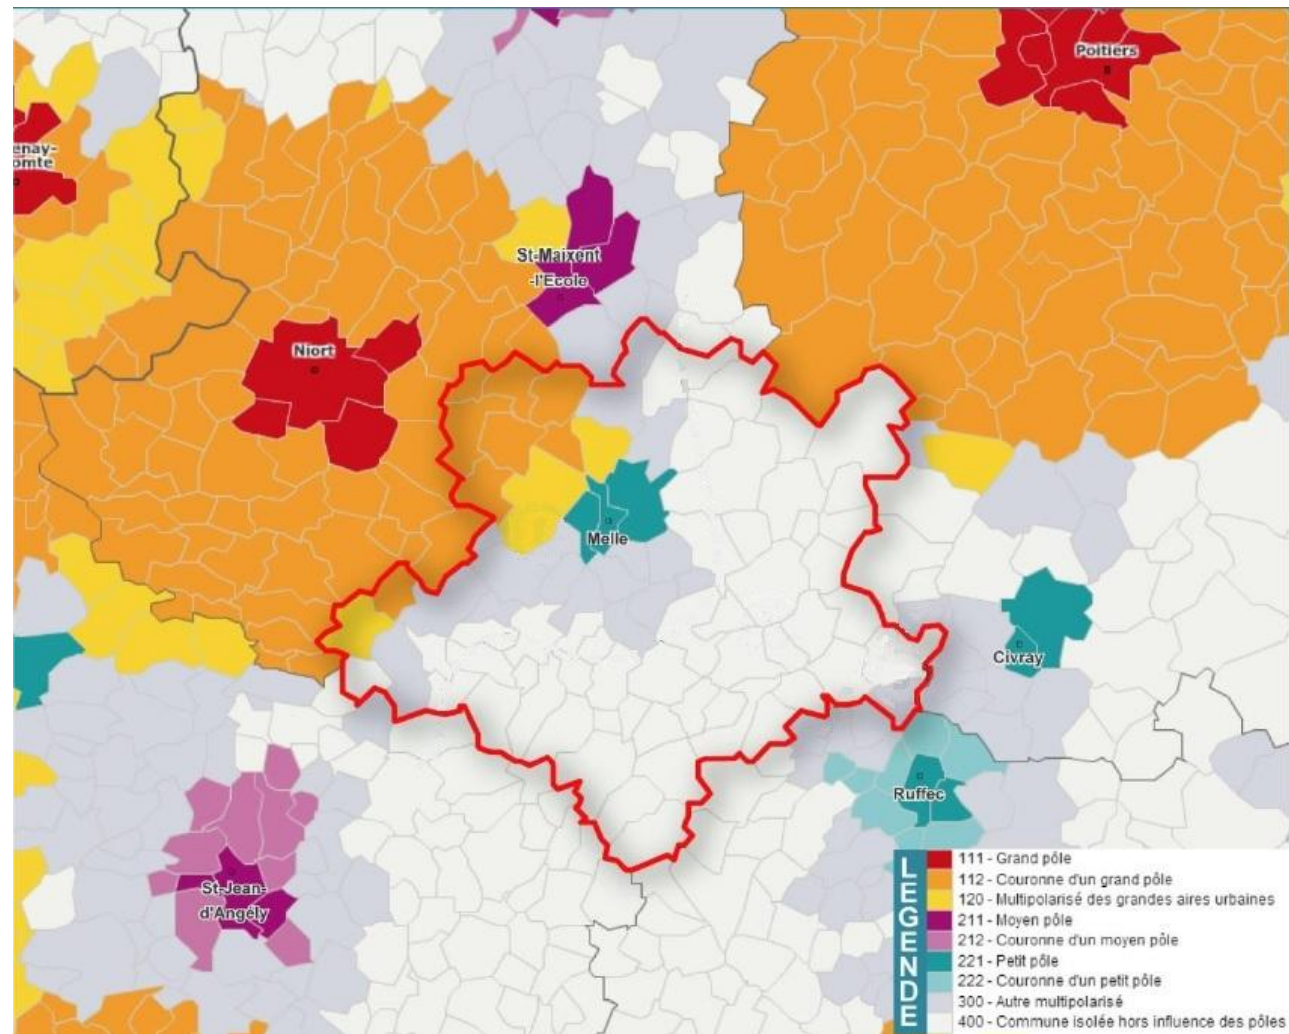 Poitiers
enay-
omte
St-Maixent
-l'Ecole
Niort
Melle
Civray
Ruffec
St-Jean-
d'Angély
LEGENDE
111 - Grand pôle
112 - Couronne d'un grand pôle
120 - Multipolarisé des grandes aires urbaines
211 - Moyen pôle
212 - Couronne d'un moyen pôle
221 - Petit pôle
222 - Couronne d'un petit pôle
300 - Autre multipolarisé
400 - Commune isolée hors influence des pôles